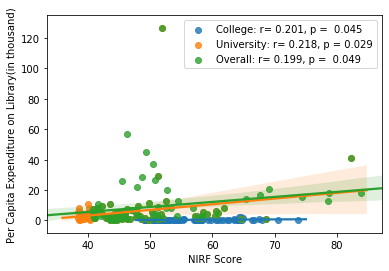 College: r= 0.201, p =  0.045
University: r= 0.218, p = 0.029
Overall: r= 0.199, p =  0.049
Per Capita Expenditure on Library(in thousand)
120
100
80
60
40
20
0
40
50
60
70
80
NIRF Score